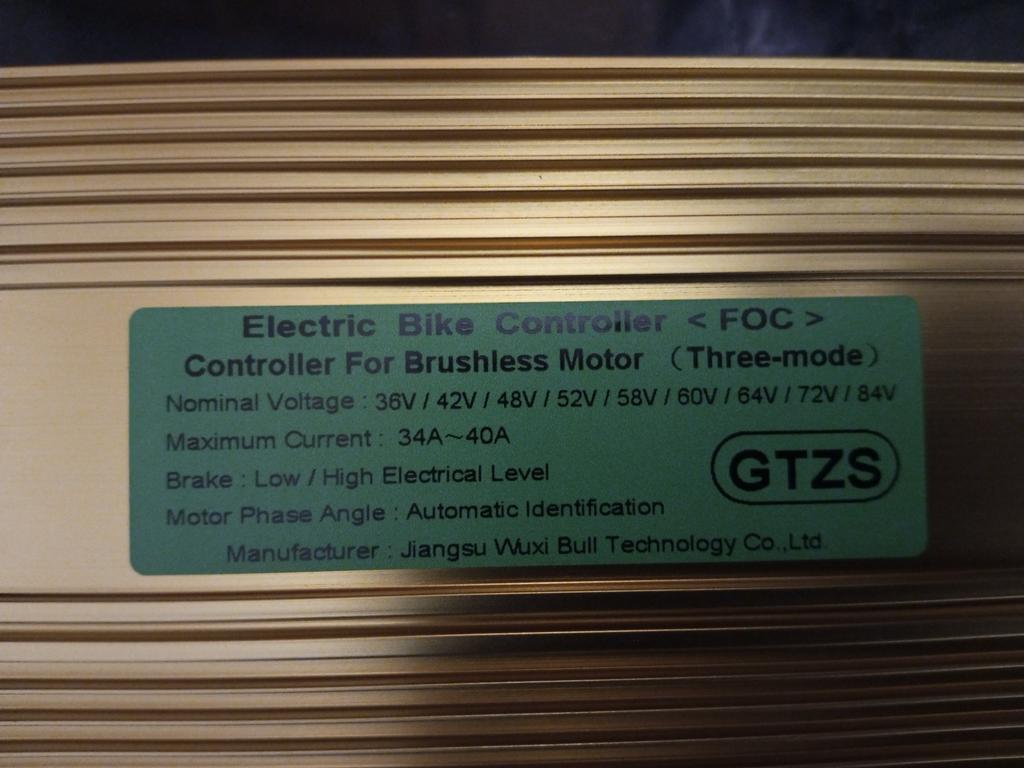 Electric Bike Controller < FOC >
Controller For Brushless Motor （Three-mode）
Nominal Voltage : 36V / 42V / 48V / 52V / 58V / 60V / 64V / 72V / 84V
Maximum Current : 34A～40A
Brake : Low / High Electrical Level
GTZS
Motor Phase Angle : Automatic Identification
Manufacturer : Jiangsu Wuxi Bull Technology Co.,Ltd.